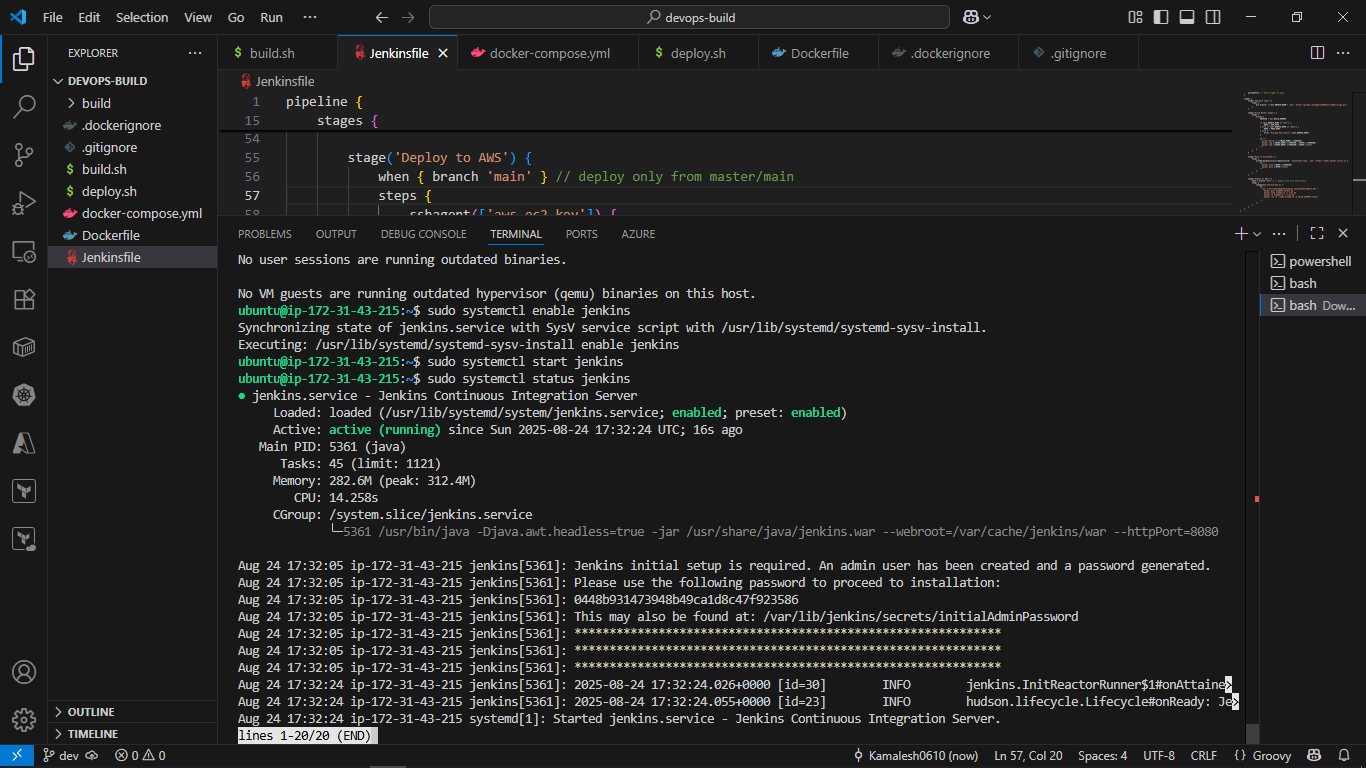 File Edit Selection View Go Run ··· devops-build
EXPLORER ···
DEVOPS-BUILD
build
.dockerignore
.gitignore
build.sh
deploy.sh
docker-compose.yml
Dockerfile
Jenkinsfile
OUTLINE
TIMELINE
build.sh Jenkinsfile docker-compose.yml deploy.sh Dockerfile .dockerignore .gitignore ···
Jenkinsfile
1 pipeline {
15 stages {
54
55 stage('Deploy to AWS') {
56 when { branch 'main' } // deploy only from master/main
57 steps {
58 sshagent(['aws-ec2-key']) {
PROBLEMS OUTPUT DEBUG CONSOLE TERMINAL PORTS AZURE ···
powershell
bash
bash Dow...
No user sessions are running outdated binaries.
No VM guests are running outdated hypervisor (qemu) binaries on this host.
ubuntu@ip-172-31-43-215:~$ sudo systemctl enable jenkins
Synchronizing state of jenkins.service with SysV service script with /usr/lib/systemd/systemd-sysv-install.
Executing: /usr/lib/systemd/systemd-sysv-install enable jenkins
ubuntu@ip-172-31-43-215:~$ sudo systemctl start jenkins
ubuntu@ip-172-31-43-215:~$ sudo systemctl status jenkins
● jenkins.service - Jenkins Continuous Integration Server
Loaded: loaded (/usr/lib/systemd/system/jenkins.service; enabled; preset: enabled)
Active: active (running) since Sun 2025-08-24 17:32:24 UTC; 16s ago
Main PID: 5361 (java)
Tasks: 45 (limit: 1121)
Memory: 282.6M (peak: 312.4M)
CPU: 14.258s
CGroup: /system.slice/jenkins.service
└─5361 /usr/bin/java -Djava.awt.headless=true -jar /usr/share/java/jenkins.war --webroot=/var/cache/jenkins/war --httpPort=8080
Aug 24 17:32:05 ip-172-31-43-215 jenkins[5361]: Jenkins initial setup is required. An admin user has been created and a password generated.
Aug 24 17:32:05 ip-172-31-43-215 jenkins[5361]: Please use the following password to proceed to installation:
Aug 24 17:32:05 ip-172-31-43-215 jenkins[5361]: 0448b931473948b49ca1d8c47f923586
Aug 24 17:32:05 ip-172-31-43-215 jenkins[5361]: This may also be found at: /var/lib/jenkins/secrets/initialAdminPassword
Aug 24 17:32:05 ip-172-31-43-215 jenkins[5361]: *************************************************************
Aug 24 17:32:05 ip-172-31-43-215 jenkins[5361]: *************************************************************
Aug 24 17:32:05 ip-172-31-43-215 jenkins[5361]: *************************************************************
Aug 24 17:32:24 ip-172-31-43-215 jenkins[5361]: 2025-08-24 17:32:24.026+0000 [id=30] INFO jenkins.InitReactorRunner$1#onAttaine>
Aug 24 17:32:24 ip-172-31-43-215 jenkins[5361]: 2025-08-24 17:32:24.055+0000 [id=23] INFO hudson.lifecycle.Lifecycle#onReady: Je>
Aug 24 17:32:24 ip-172-31-43-215 systemd[1]: Started jenkins.service - Jenkins Continuous Integration Server.
lines 1-20/20 (END)
dev 0 0 Kamalesh0610 (now) Ln 57, Col 20 Spaces: 4 UTF-8 CRLF {} Groovy